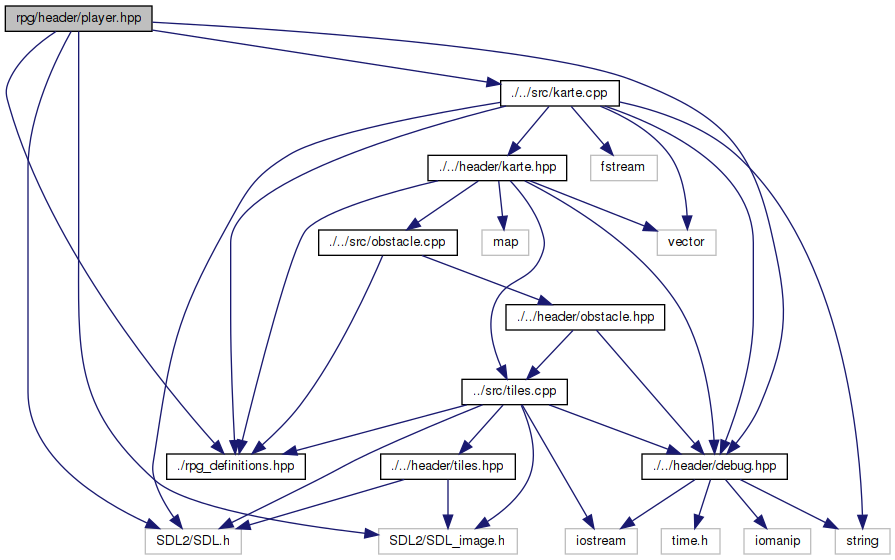 rpg/header/player.hpp
./../src/karte.cpp
./../header/karte.hpp
fstream
./../src/obstacle.cpp
map
vector
./../header/obstacle.hpp
../src/tiles.cpp
./rpg_definitions.hpp
./../header/tiles.hpp
./../header/debug.hpp
SDL2/SDL.h
SDL2/SDL_image.h
iostream
time.h
iomanip
string